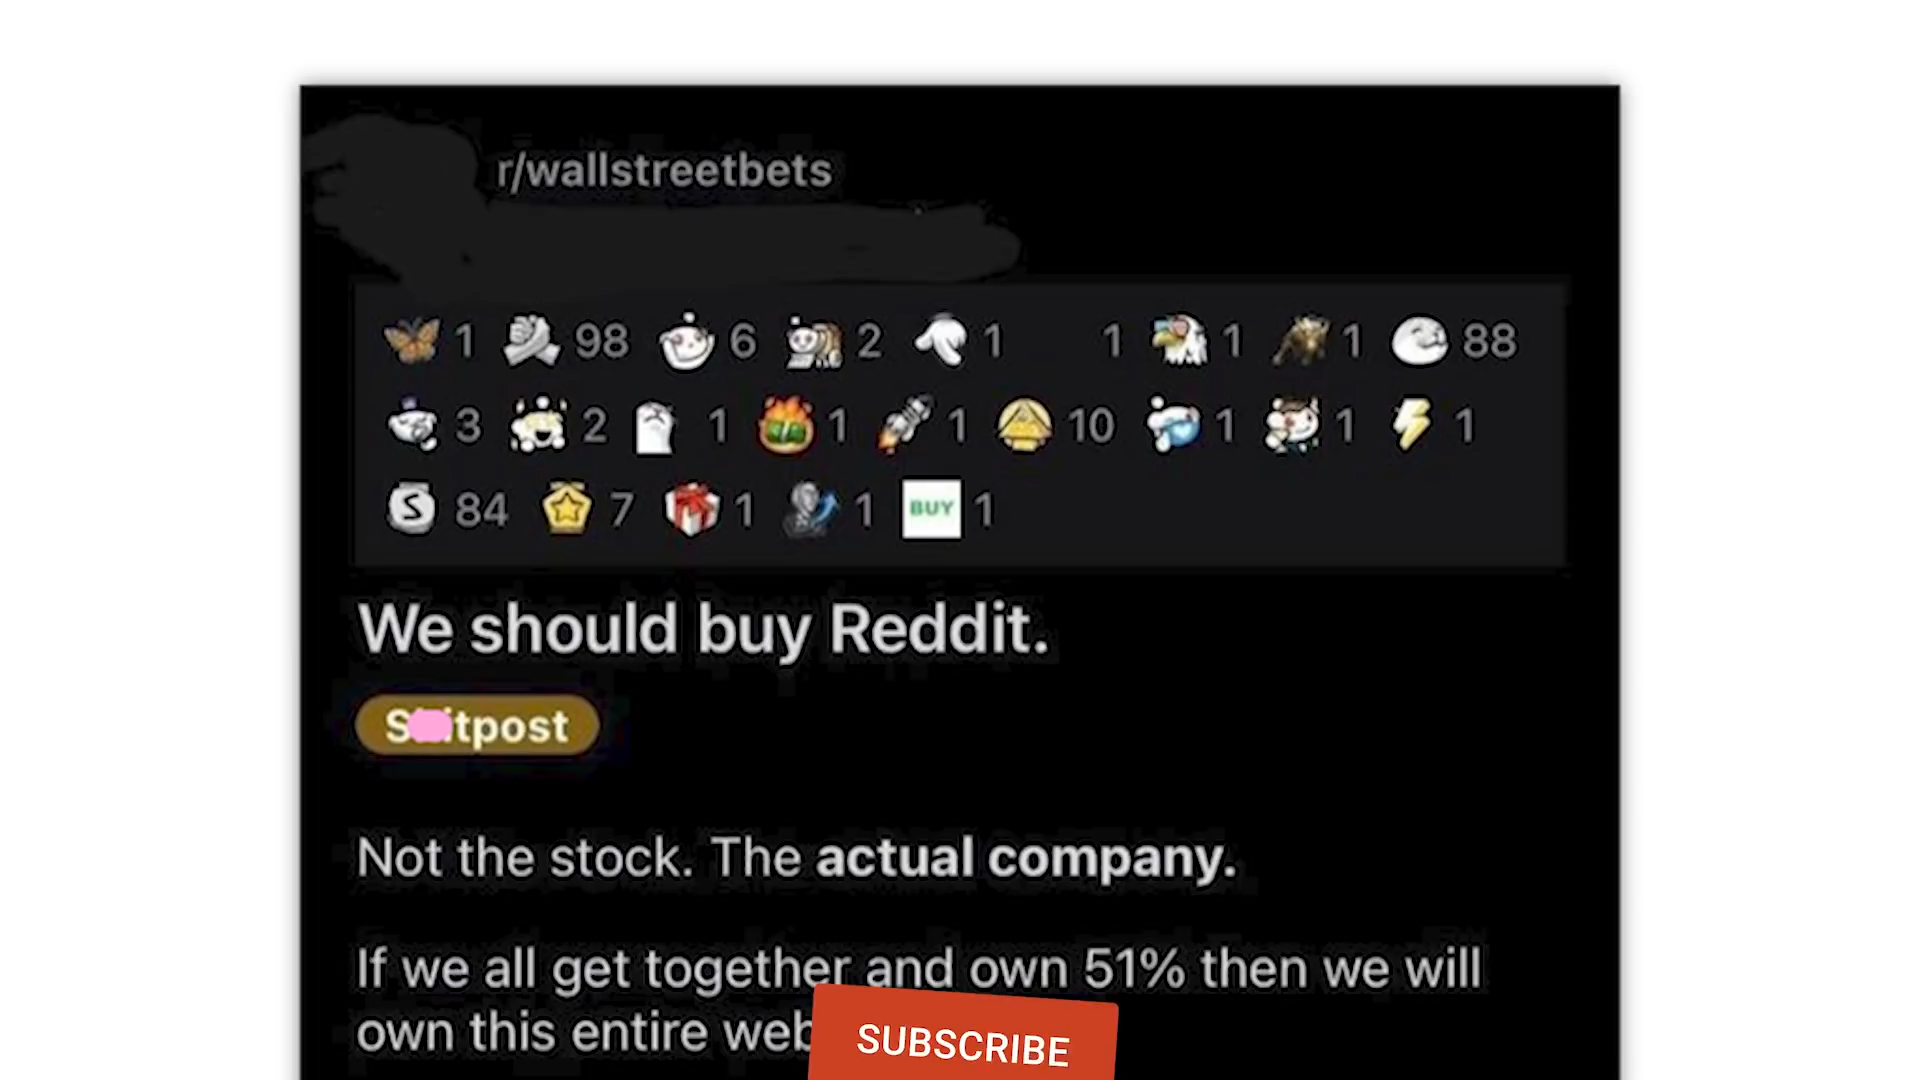 r/wallstreetbets
1 98 6 2 1 1 1 1 88
3 2 1 1 1 10 1 1 1
S 84 7 1 1 BUY 1
We should buy Reddit.
S itpost
Not the stock. The actual company.
If we all get together and own 51% then we will
own this entire web
SUBSCRIBE